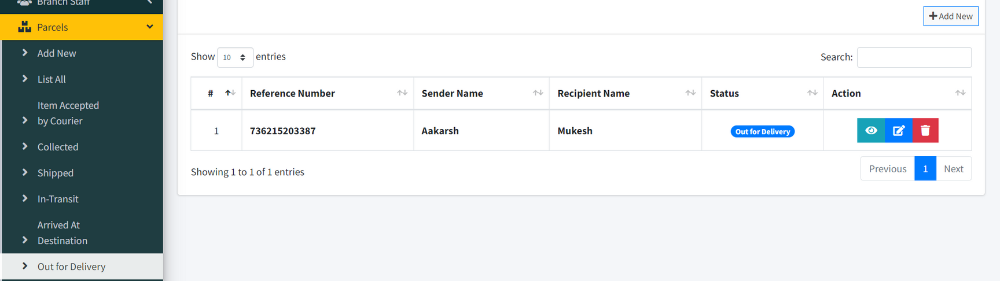 Branch Staff
Parcels
Add New
List All
Item Accepted
by Courier
Collected
Shipped
In-Transit
Arrived At
Destination
Out for Delivery
Add New
Show 10 entries
Search:
# Reference Number Sender Name Recipient Name Status Action
1 736215203387 Aakarsh Mukesh Out for Delivery
Showing 1 to 1 of 1 entries
Previous 1 Next